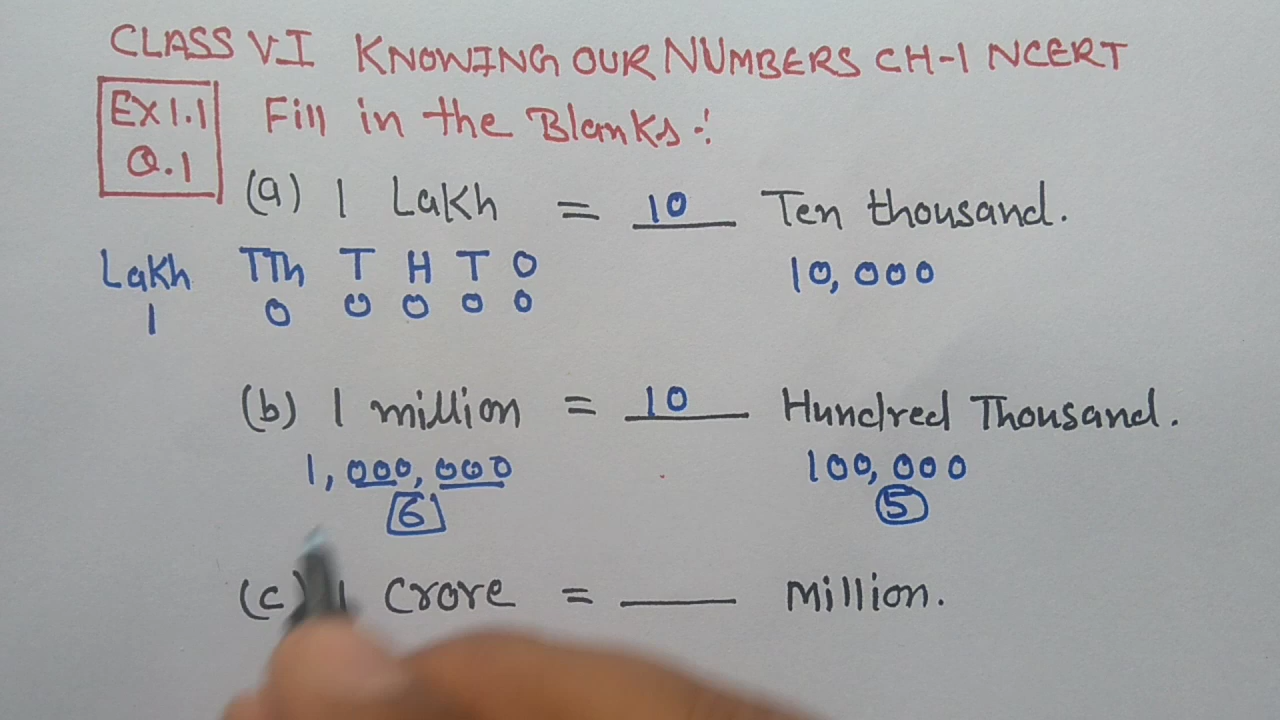 CLASS VI KNOWING OUR NUMBERS CH-1 NCERT
EX 1.1 Fill in the Blanks:
Q.1
(a) 1 Lakh = 10 Ten thousand.
Lakh TTh T H T O 10,000
1 0 0 0 0 0
(b) 1 million = 10 Hundred Thousand.
1,000,000 100,000
6 5
(c) 1 Crore = ___ Million.